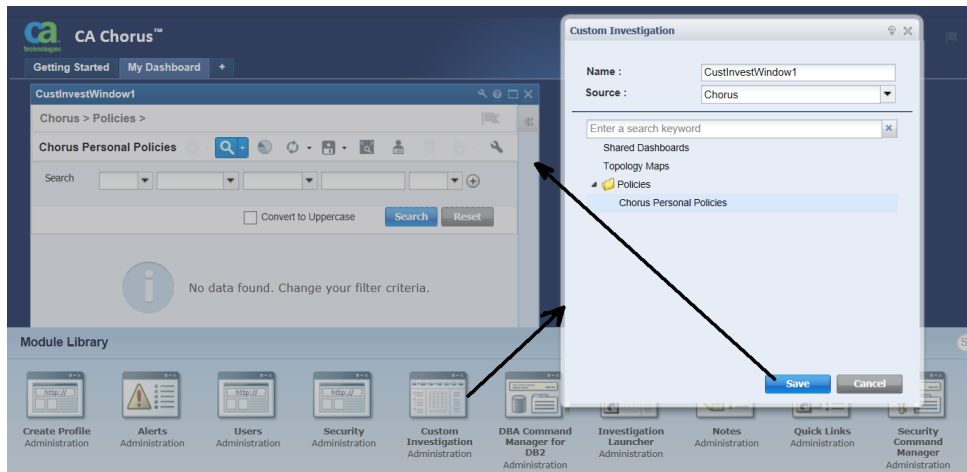 ca
technologies
CA Chorus™
Getting Started
My Dashboard
+
CustInvestWindow1
Chorus > Policies >
Chorus Personal Policies
Search
Convert to Uppercase
Search
Reset
No data found. Change your filter criteria.
Custom Investigation
Name :
CustInvestWindow1
Source :
Chorus
Enter a search keyword
Shared Dashboards
Topology Maps
Policies
Chorus Personal Policies
Save
Cancel
Module Library
S
http://
http://
http://
Create Profile
Administration
Alerts
Administration
Users
Administration
Security
Administration
Custom
Investigation
Administration
DBA Command
Manager for
DB2
Administration
Investigation
Launcher
Administration
Notes
Administration
Quick Links
Administration
Security
Command
Manager
Administration